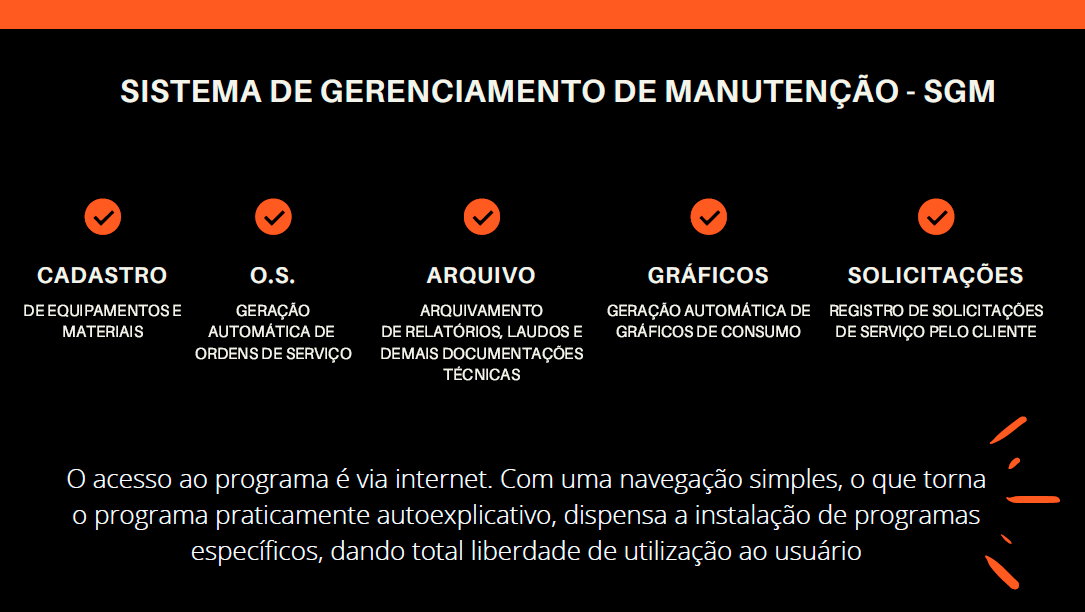 SISTEMA DE GERENCIAMENTO DE MANUTENÇÃO - SGM
CADASTRO
DE EQUIPAMENTOS E
MATERIAIS
O.S.
GERAÇÃO
AUTOMÁTICA DE
ORDENS DE SERVIÇO
ARQUIVO
ARQUIVAMENTO
DE RELATÓRIOS, LAUDOS E
DEMAIS DOCUMENTAÇÕES
TÉCNICAS
GRÁFICOS
GERAÇÃO AUTOMÁTICA DE
GRÁFICOS DE CONSUMO
SOLICITAÇÕES
REGISTRO DE SOLICITAÇÕES
DE SERVIÇO PELO CLIENTE
O acesso ao programa é via internet. Com uma navegação simples, o que torna
o programa praticamente autoexplicativo, dispensa a instalação de programas
específicos, dando total liberdade de utilização ao usuário